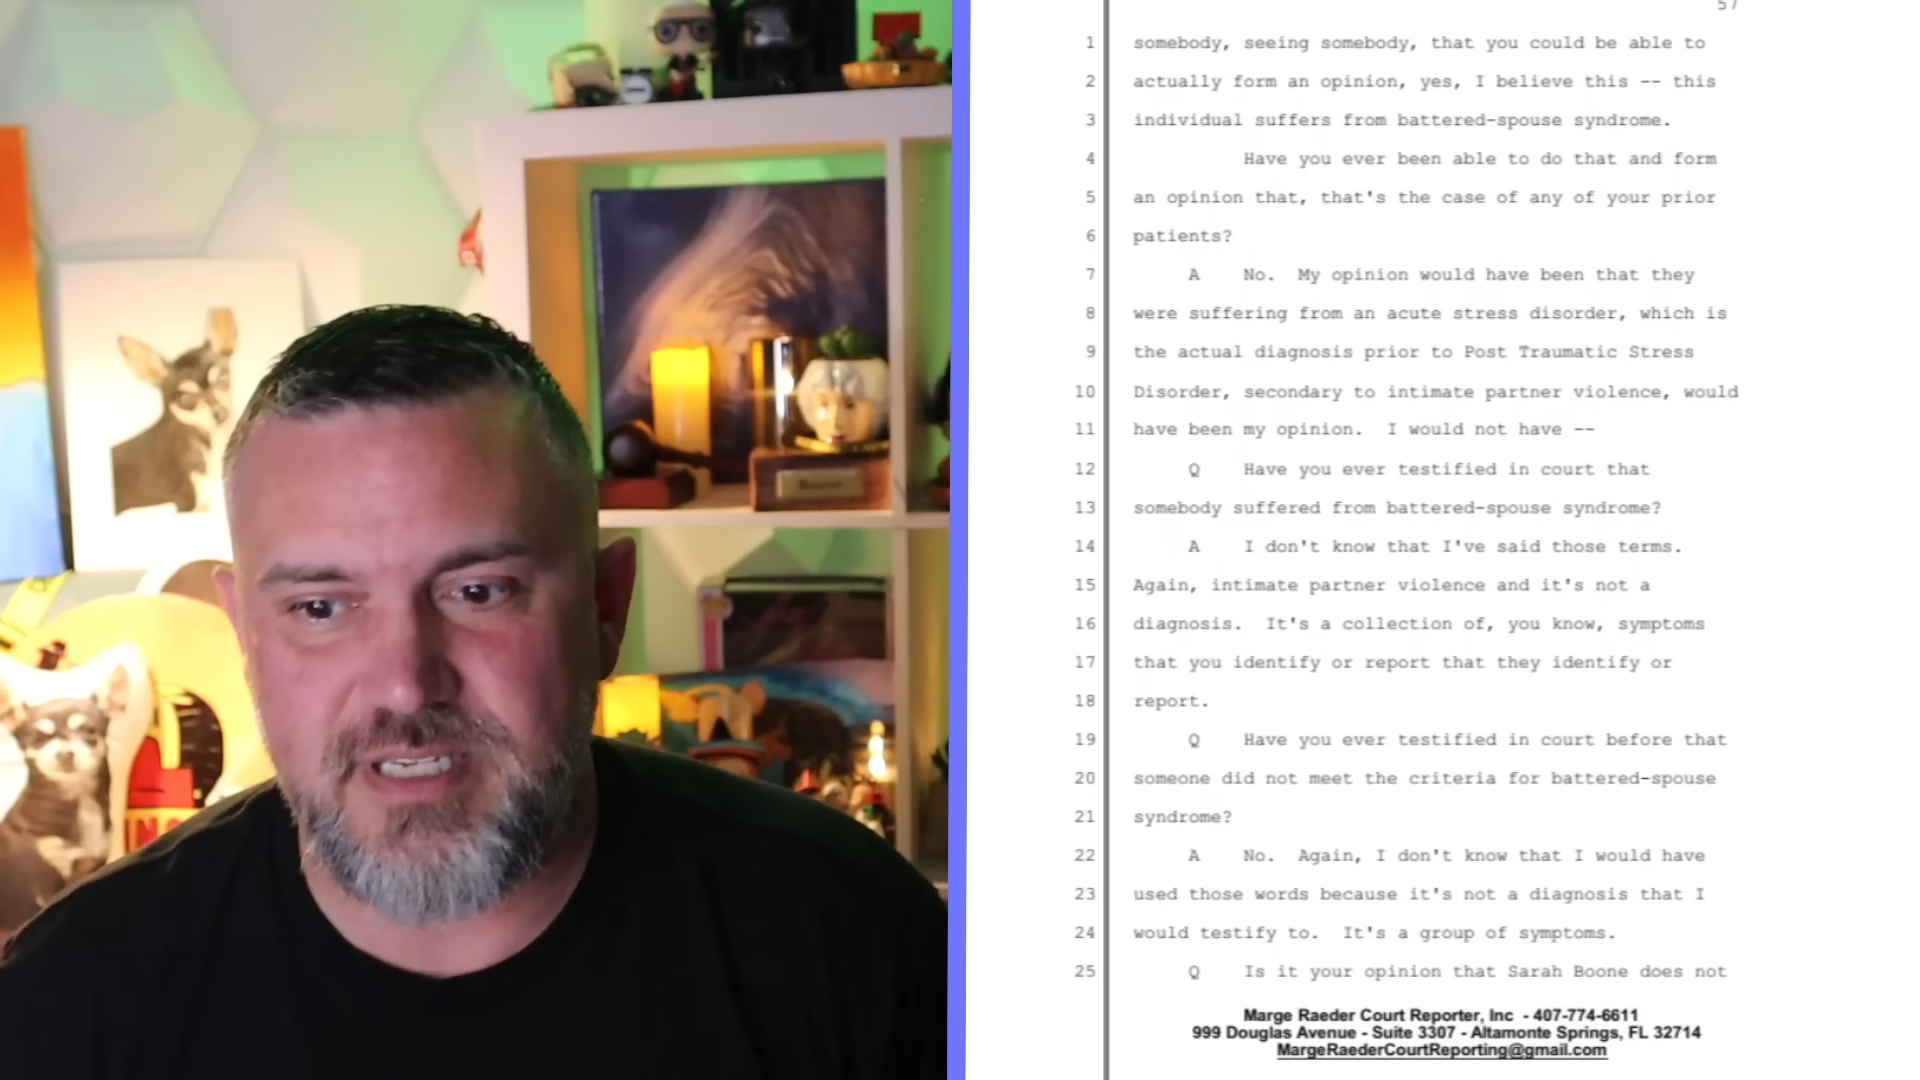 57
1 somebody, seeing somebody, that you could be able to
2 actually form an opinion, yes, I believe this -- this
3 individual suffers from battered-spouse syndrome.
4 Have you ever been able to do that and form
5 an opinion that, that's the case of any of your prior
6 patients?
7 A No. My opinion would have been that they
8 were suffering from an acute stress disorder, which is
9 the actual diagnosis prior to Post Traumatic Stress
10 Disorder, secondary to intimate partner violence, would
11 have been my opinion. I would not have --
12 Q Have you ever testified in court that
13 somebody suffered from battered-spouse syndrome?
14 A I don't know that I've said those terms.
15 Again, intimate partner violence and it's not a
16 diagnosis. It's a collection of, you know, symptoms
17 that you identify or report that they identify or
18 report.
19 Q Have you ever testified in court before that
20 someone did not meet the criteria for battered-spouse
21 syndrome?
22 A No. Again, I don't know that I would have
23 used those words because it's not a diagnosis that I
24 would testify to. It's a group of symptoms.
25 Q Is it your opinion that Sarah Boone does not
Marge Raeder Court Reporter, Inc - 407-774-6611
999 Douglas Avenue - Suite 3307 - Altamonte Springs, FL 32714
MargeRaederCourtReporting@gmail.com